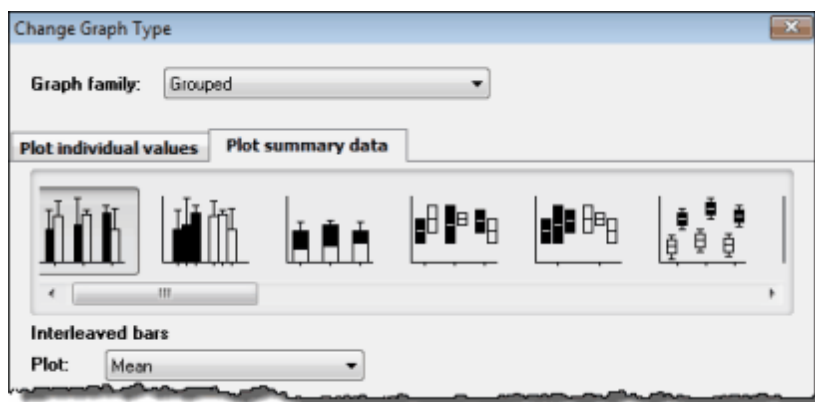 Change Graph Type
Graph family: Grouped
Plot individual values Plot summary data
Interleaved bars
Plot: Mean